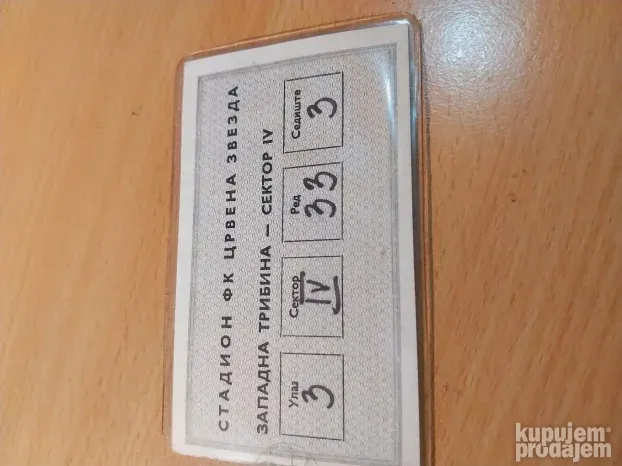 СТАДИОН ФК ЦРВЕНА ЗВЕЗДА
ЗАПАДНА ТРИБИНА — СЕКТОР IV
Улаз Сектор Ред Седиште
3 IV 33 3
kupujem
prodajem